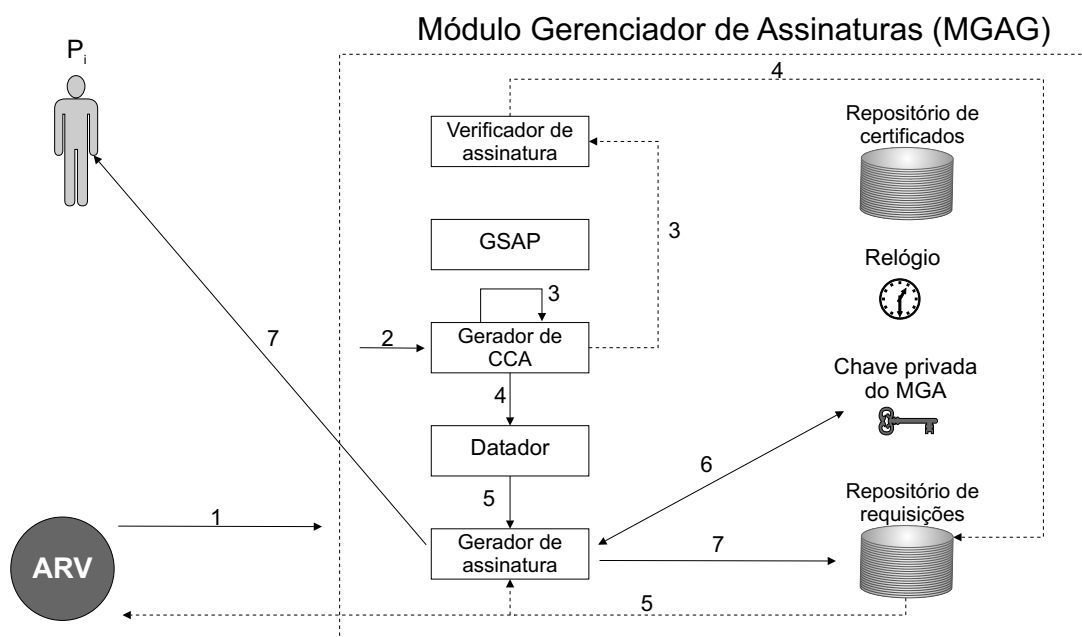 Módulo Gerenciador de Assinaturas (MGAG)
P i
4
Verificador de
assinatura
Repositório de
certificados
3
GSAP
Relógio
3
7
2
Gerador de
CCA
Chave privada
do MGA
4
Datador
6
5
Repositório de
requisições
1
Gerador de
assinatura
7
ARV
5